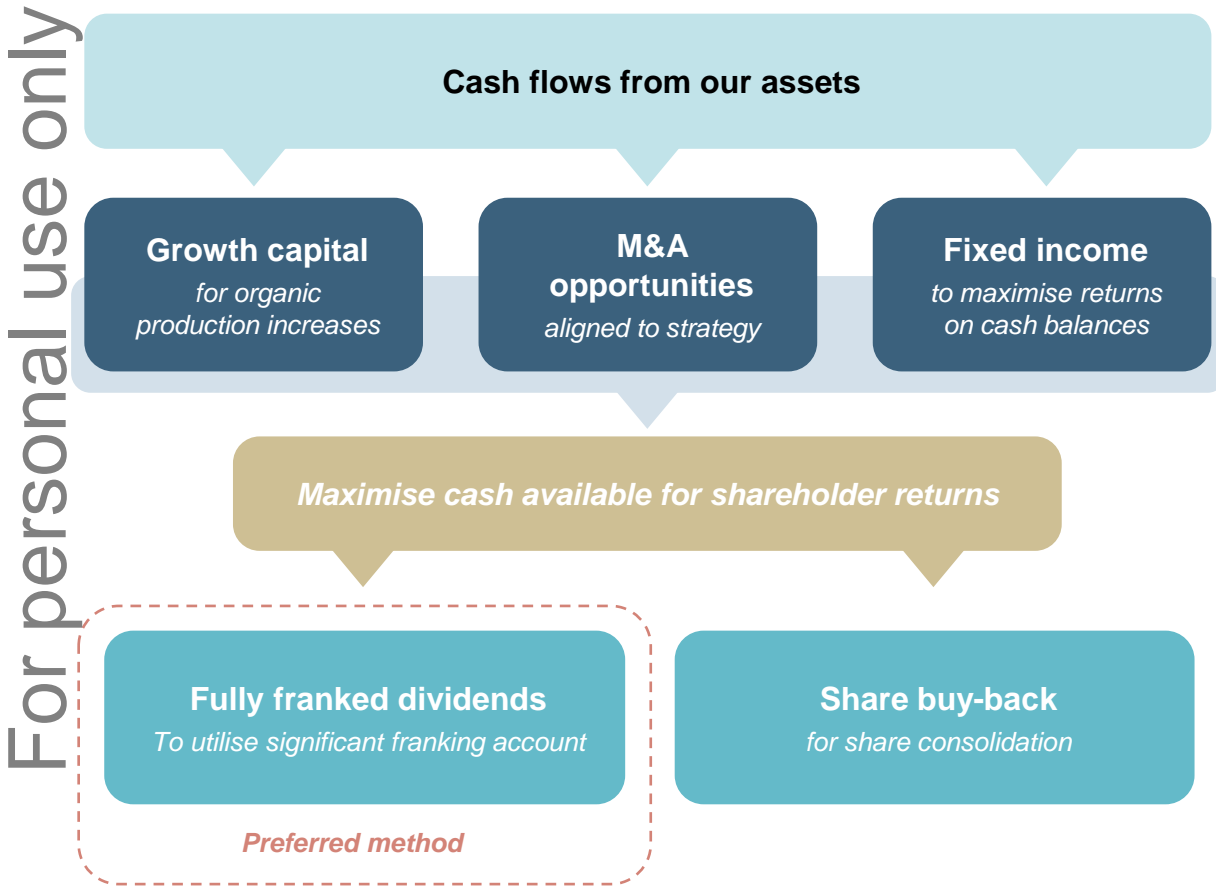 For personal use only
Cash flows from our assets
Growth capital
for organic
production increases
M&A
opportunities
aligned to strategy
Fixed income
to maximise returns
on cash balances
Maximise cash available for shareholder returns
Fully franked dividends
To utilise significant franking account
Preferred method
Share buy-back
for share consolidation